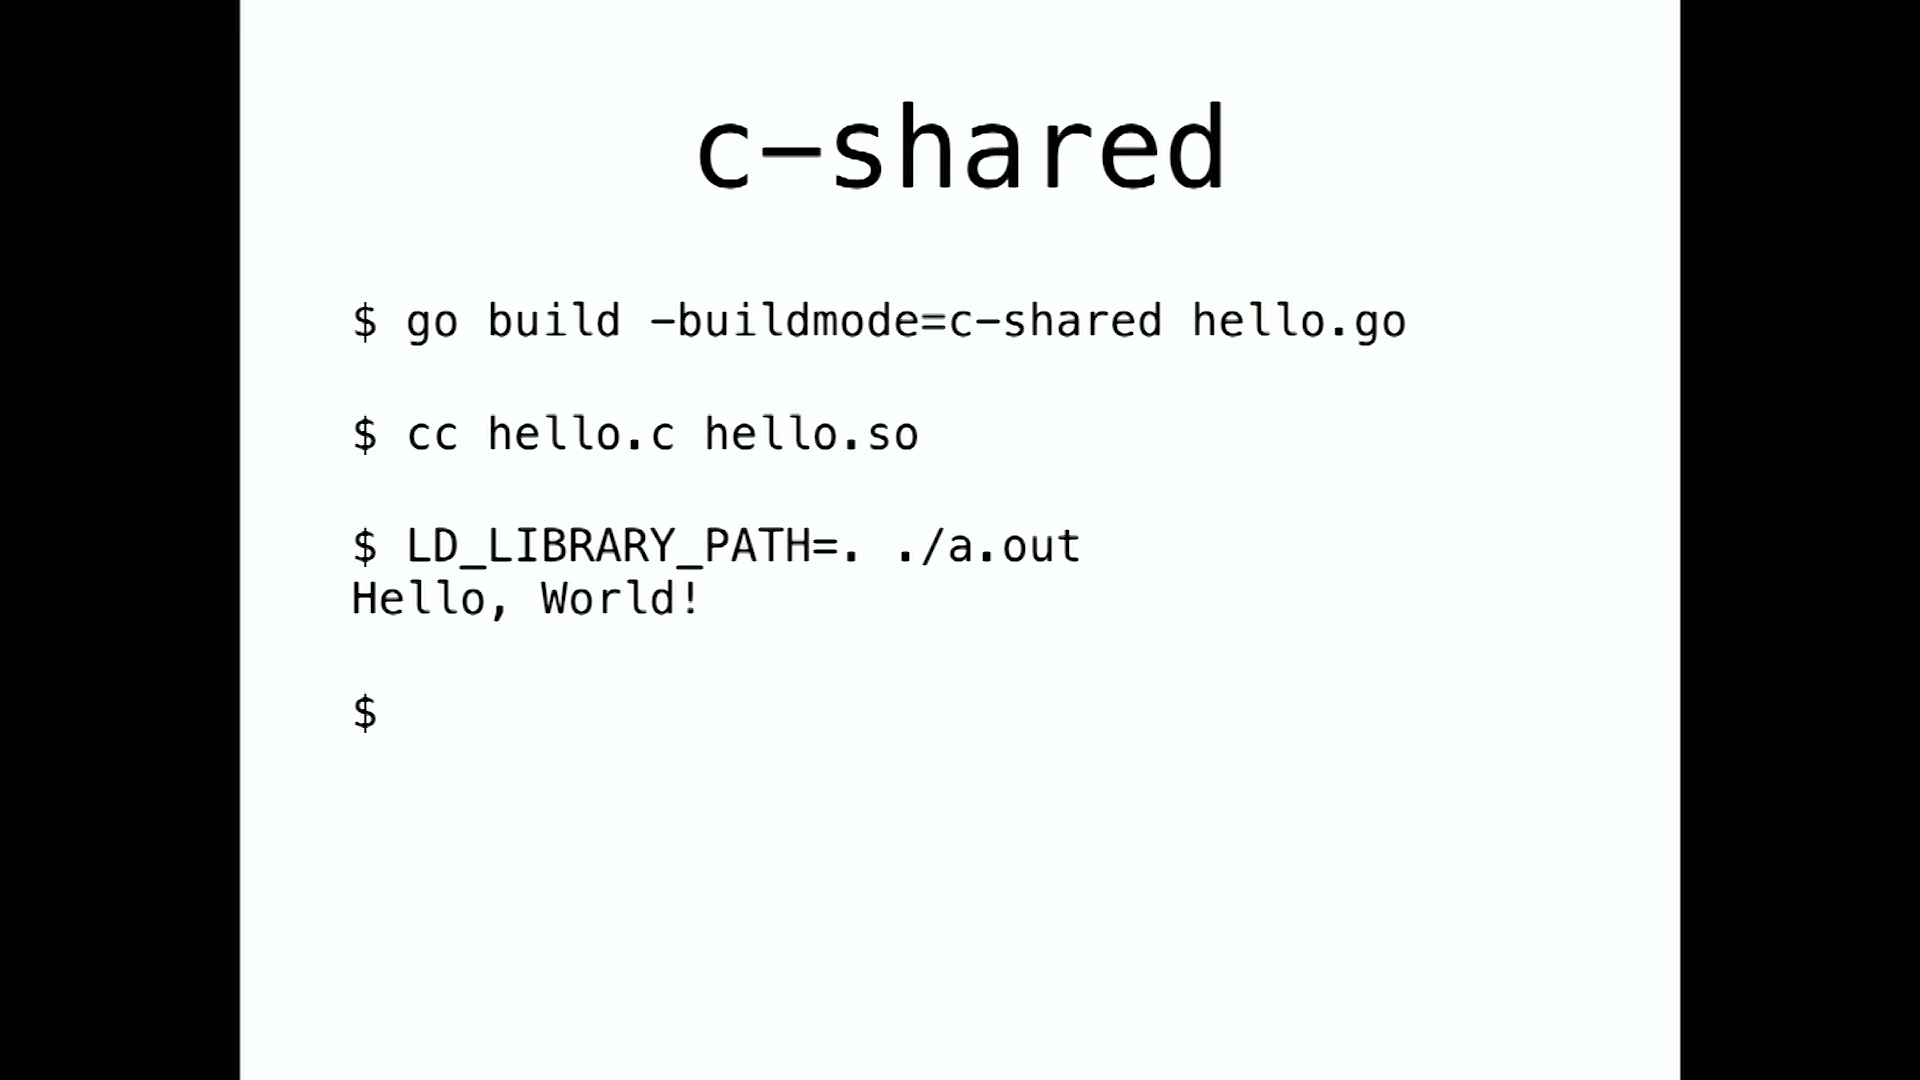 c-shared
$ go build -buildmode=c-shared hello.go
$ cc hello.c hello.so
$ LD_LIBRARY_PATH=. ./a.out
Hello, World!
$